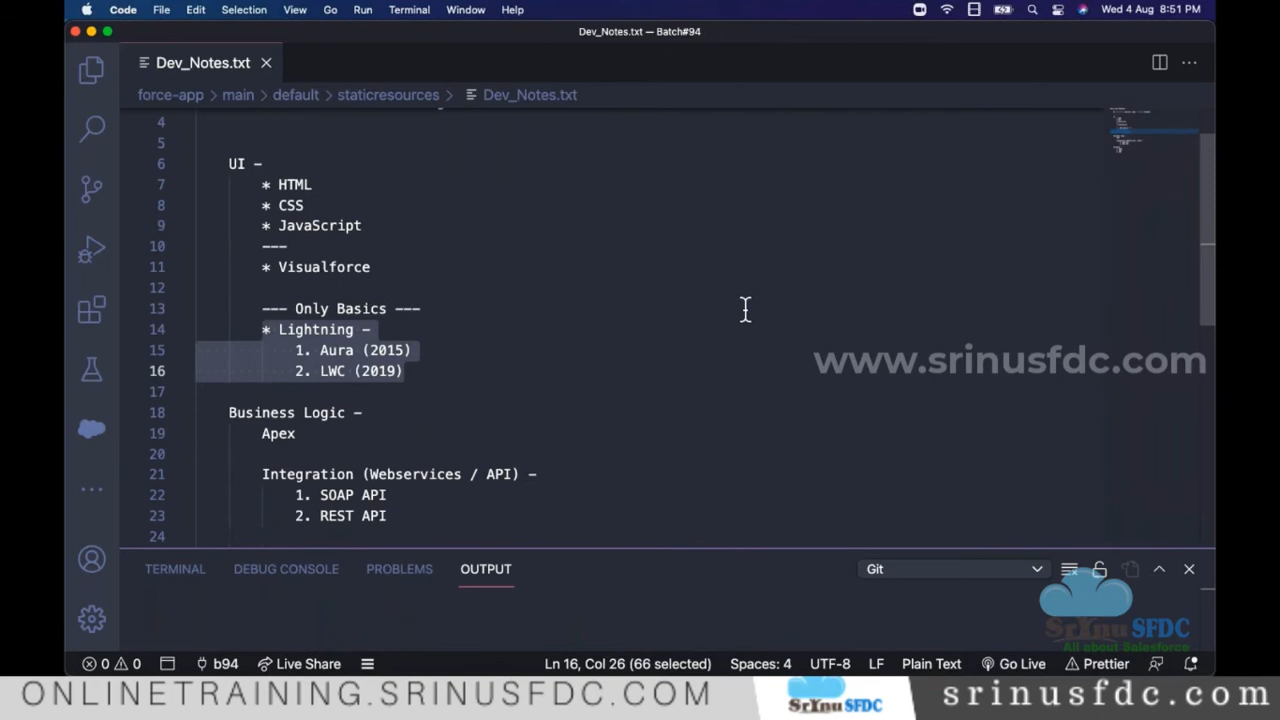 Code File Edit Selection View Go Run Terminal Window Help Wed 4 Aug 8:51 PM
Dev_Notes.txt — Batch#94
Dev_Notes.txt
force-app > main > default > staticresources > Dev_Notes.txt
4
5
6 UI -
7 * HTML
8 * CSS
9 * JavaScript
10 ---
11 * Visualforce
12
13 --- Only Basics ---
14 * Lightning -
15 1. Aura (2015)
16 2. LWC (2019)
17
18 Business Logic -
19 Apex
20
21 Integration (Webservices / API) -
22 1. SOAP API
23 2. REST API
24
www.srinusfdc.com
TERMINAL DEBUG CONSOLE PROBLEMS OUTPUT Git
SrYnu SFDC
All about Salesforce
0 0 b94 Live Share Ln 16, Col 26 (66 selected) Spaces: 4 UTF-8 LF Plain Text Go Live Prettier
ONLINETRAINING.SRINUSFDC.COM SrYnu SFDC srinusfdc.com